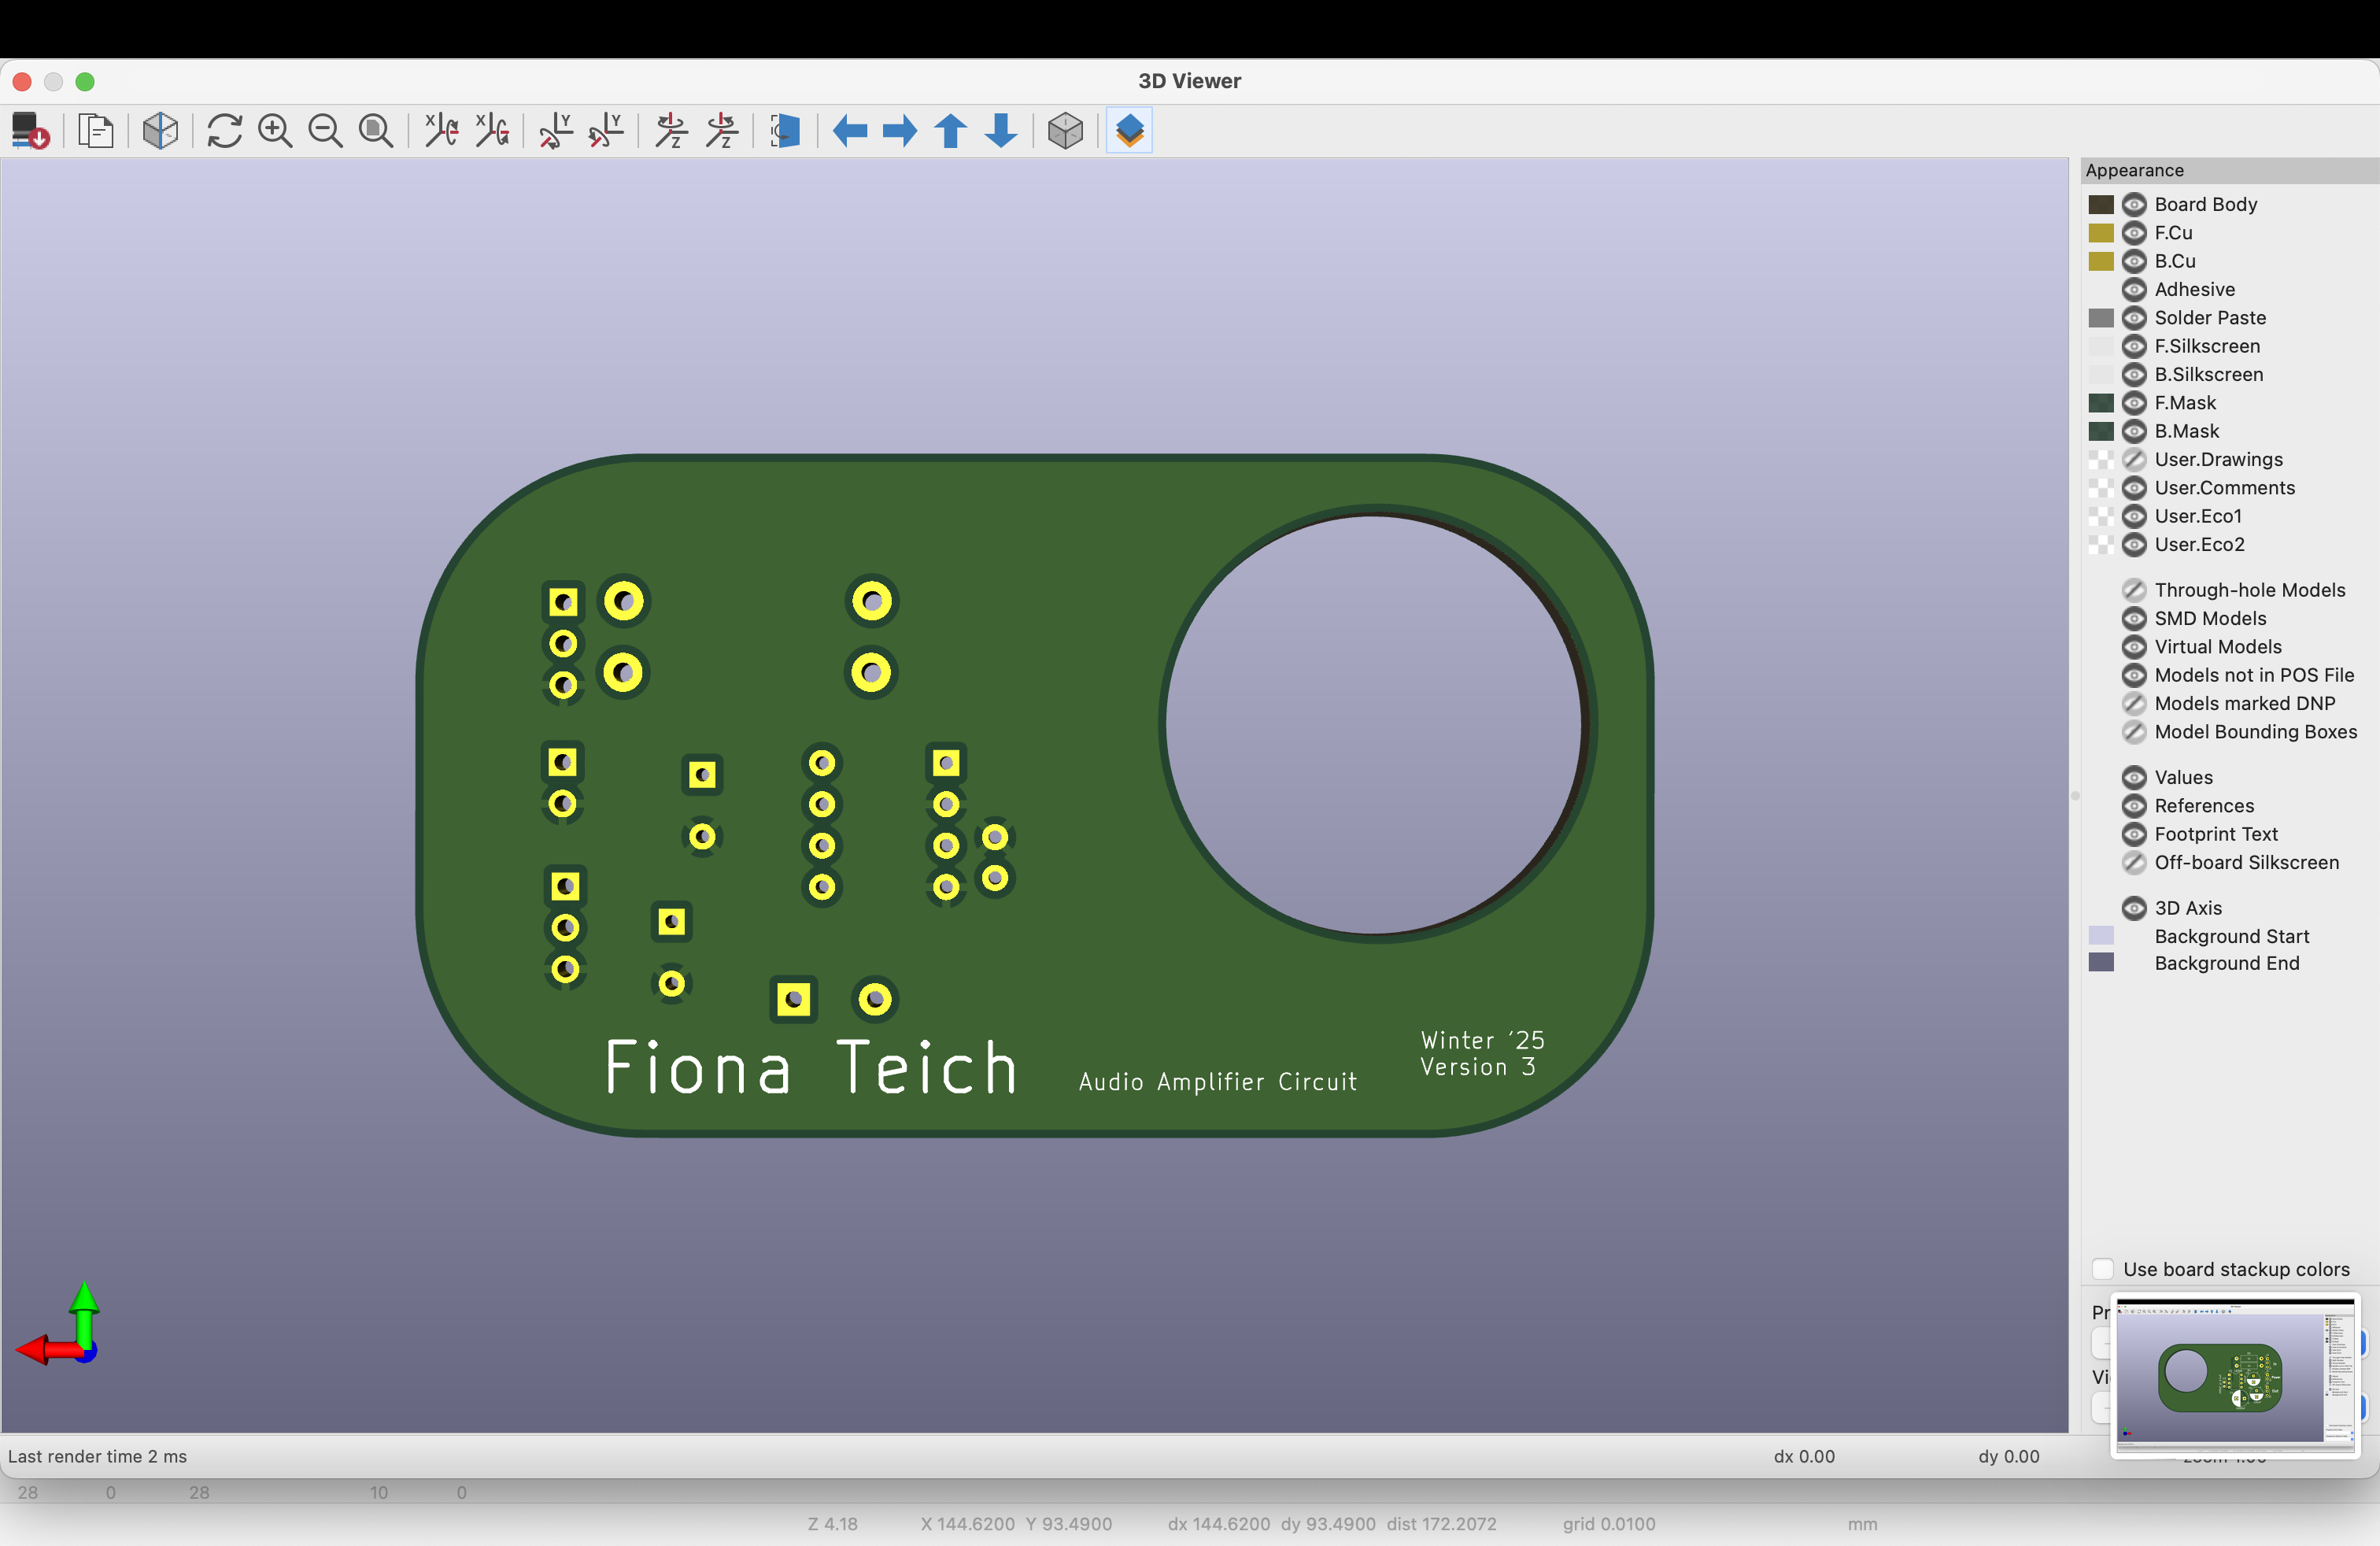 3D Viewer
X X Y Y Z Z
Appearance
Board Body
F.Cu
B.Cu
Adhesive
Solder Paste
F.Silkscreen
B.Silkscreen
F.Mask
B.Mask
User.Drawings
User.Comments
User.Eco1
User.Eco2
Through-hole Models
SMD Models
Virtual Models
Models not in POS File
Models marked DNP
Model Bounding Boxes
Values
References
Footprint Text
Off-board Silkscreen
3D Axis
Background Start
Background End
Fiona Teich
Audio Amplifier Circuit
Winter '25
Version 3
Use board stackup colors
Last render time 2 ms
dx 0.00
dy 0.00
28 0 28 10 0
Z 4.18
X 144.6200 Y 93.4900
dx 144.6200 dy 93.4900 dist 172.2072
grid 0.0100
mm